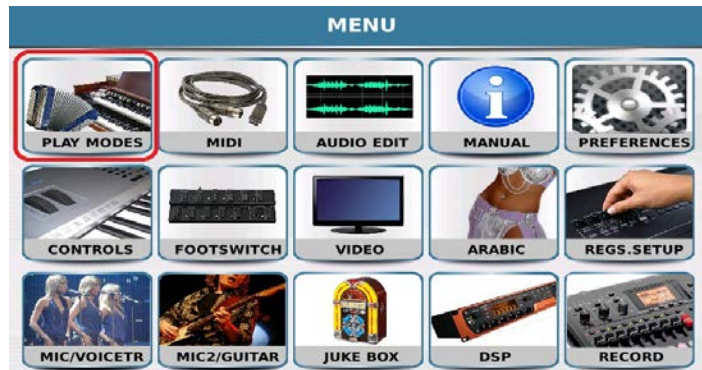 MENU
PLAY MODES
MIDI
AUDIO EDIT
MANUAL
PREFERENCES
CONTROLS
FOOTSWITCH
VIDEO
ARABIC
REGS.SETUP
MIC/VOICETR
MIC2/GUITAR
JUKE BOX
DSP
RECORD